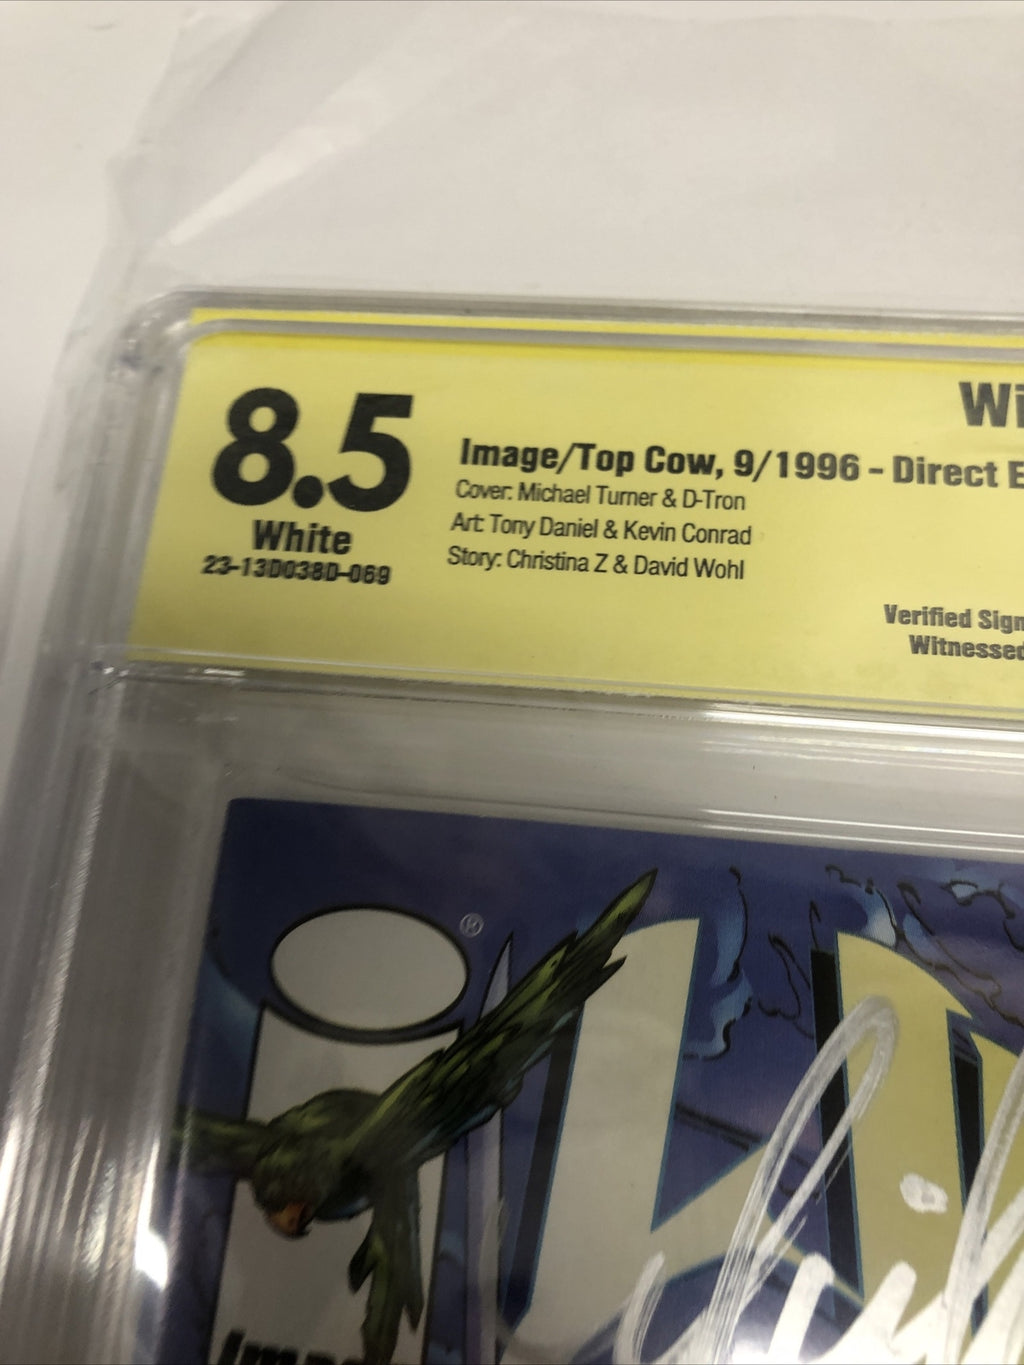 8.5
White
23-13D038D-069
Wi
Image/Top Cow, 9/1996 - Direct E
Cover: Michael Turner & D-Tron
Art: Tony Daniel & Kevin Conrad
Story: Christina Z & David Wohl
Verified Sign
Witnessed
®